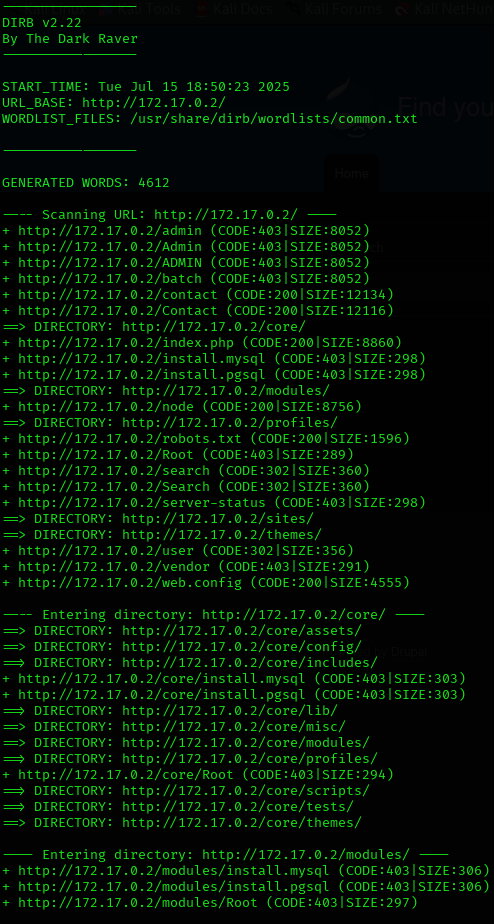 Kali Tools Kali Docs Kali Forums Kali NetHun
-----------------
DIRB v2.22
By The Dark Raver
-----------------
Find you
START_TIME: Tue Jul 15 18:50:23 2025
URL_BASE: http://172.17.0.2/
WORDLIST_FILES: /usr/share/dirb/wordlists/common.txt
-----------------
Home
GENERATED WORDS: 4612
---- Scanning URL: http://172.17.0.2/ ----
+ http://172.17.0.2/admin (CODE:403|SIZE:8052)
+ http://172.17.0.2/Admin (CODE:403|SIZE:8052)
+ http://172.17.0.2/ADMIN (CODE:403|SIZE:8052)
+ http://172.17.0.2/batch (CODE:403|SIZE:8052)
+ http://172.17.0.2/contact (CODE:200|SIZE:12134)
+ http://172.17.0.2/Contact (CODE:200|SIZE:12116)
==> DIRECTORY: http://172.17.0.2/core/
+ http://172.17.0.2/index.php (CODE:200|SIZE:8860)
+ http://172.17.0.2/install.mysql (CODE:403|SIZE:298)
+ http://172.17.0.2/install.pgsql (CODE:403|SIZE:298)
==> DIRECTORY: http://172.17.0.2/modules/
+ http://172.17.0.2/node (CODE:200|SIZE:8756)
==> DIRECTORY: http://172.17.0.2/profiles/
+ http://172.17.0.2/robots.txt (CODE:200|SIZE:1596)
+ http://172.17.0.2/Root (CODE:403|SIZE:289)
+ http://172.17.0.2/search (CODE:302|SIZE:360)
+ http://172.17.0.2/Search (CODE:302|SIZE:360)
+ http://172.17.0.2/server-status (CODE:403|SIZE:298)
==> DIRECTORY: http://172.17.0.2/sites/
==> DIRECTORY: http://172.17.0.2/themes/
+ http://172.17.0.2/user (CODE:302|SIZE:356)
+ http://172.17.0.2/vendor (CODE:403|SIZE:291)
+ http://172.17.0.2/web.config (CODE:200|SIZE:4555)
---- Entering directory: http://172.17.0.2/core/ ----
==> DIRECTORY: http://172.17.0.2/core/assets/
==> DIRECTORY: http://172.17.0.2/core/config/
==> DIRECTORY: http://172.17.0.2/core/includes/
+ http://172.17.0.2/core/install.mysql (CODE:403|SIZE:303)
+ http://172.17.0.2/core/install.pgsql (CODE:403|SIZE:303)
==> DIRECTORY: http://172.17.0.2/core/lib/
==> DIRECTORY: http://172.17.0.2/core/misc/
==> DIRECTORY: http://172.17.0.2/core/modules/
==> DIRECTORY: http://172.17.0.2/core/profiles/
+ http://172.17.0.2/core/Root (CODE:403|SIZE:294)
==> DIRECTORY: http://172.17.0.2/core/scripts/
==> DIRECTORY: http://172.17.0.2/core/tests/
==> DIRECTORY: http://172.17.0.2/core/themes/
---- Entering directory: http://172.17.0.2/modules/ ----
+ http://172.17.0.2/modules/install.mysql (CODE:403|SIZE:306)
+ http://172.17.0.2/modules/install.pgsql (CODE:403|SIZE:306)
+ http://172.17.0.2/modules/Root (CODE:403|SIZE:297)